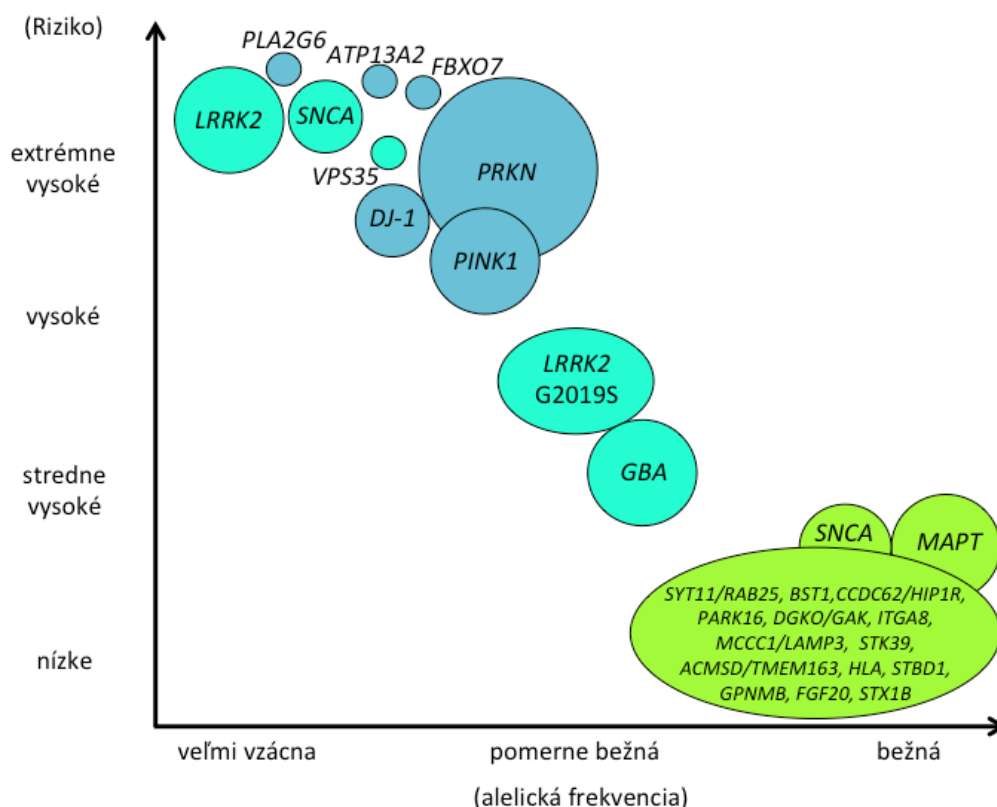 (Riziko)
PLA2G6
ATP13A2
FBXO7
LRRK2
SNCA
extrémne
vysoké
VPS35
PRKN
DJ-1
PINK1
vysoké
LRRK2
G2019S
stredne
vysoké
GBA
SNCA
MAPT
SYT11/RAB25, BST1,CCDC62/HIP1R,
PARK16, DGKO/GAK, ITGA8,
MCCC1/LAMP3, STK39,
ACMSD/TMEM163, HLA, STBD1,
GPNMB, FGF20, STX1B
nízke
veľmi vzácna
pomerne bežná
bežná
(alelická frekvencia)